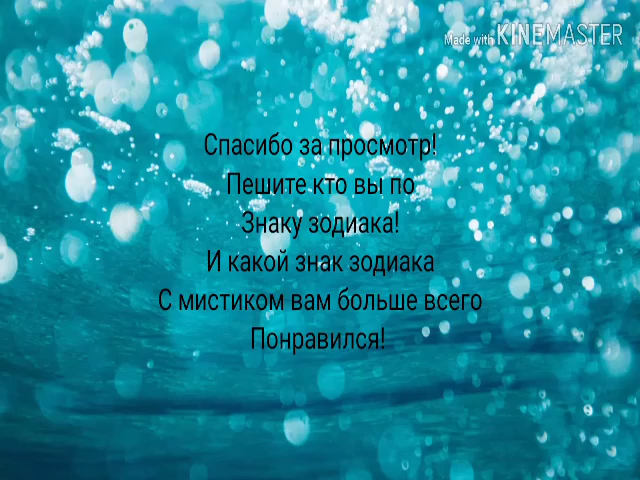 Made with KINEMASTER
Спасибо за просмотр!
Пешите кто вы по
Знаку зодиака!
И какой знак зодиака
С мистиком вам больше всего
Понравился!